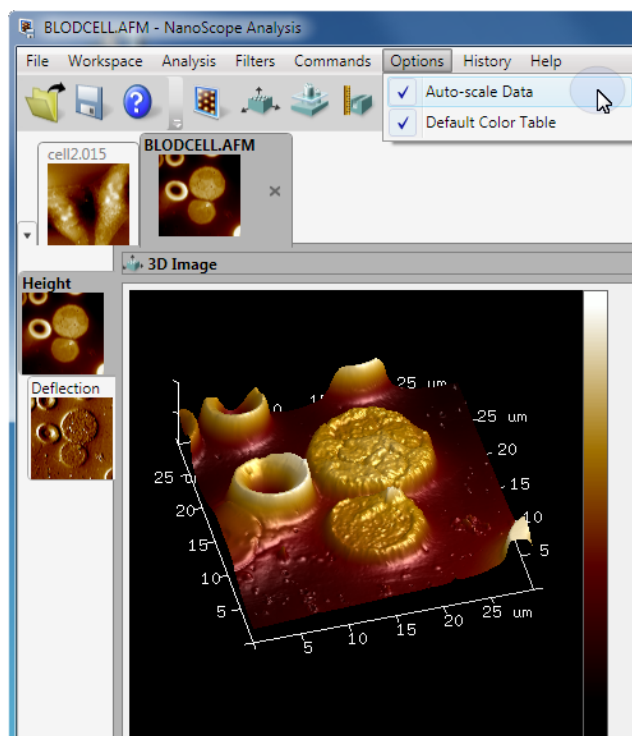 BLODCELL.AFM - NanoScope Analysis
File Workspace Analysis Filters Commands Options History Help
Auto-scale Data
Default Color Table
cell2.015
BLODCELL.AFM
3D Image
Height
Deflection
25 um
25 um
20
15
10
5
25
20
15
10
5
5
10
15
20
25 um